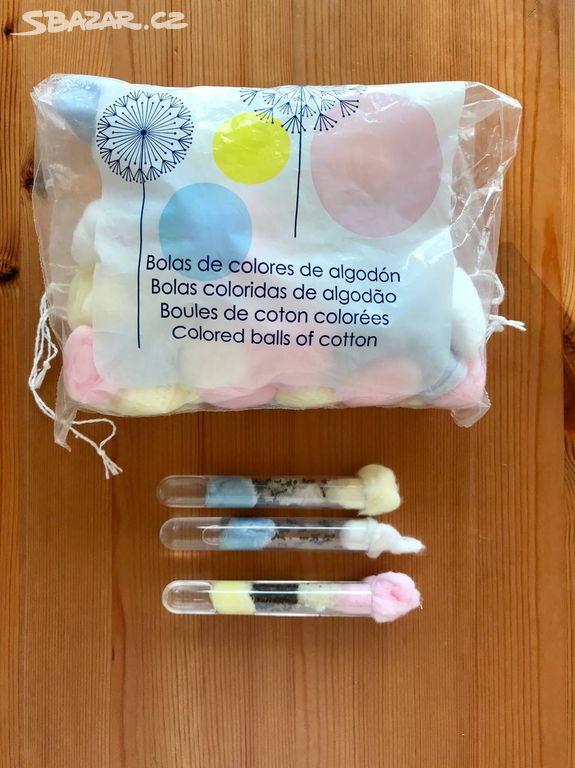 SBAZAR.CZ
Bolas de colores de algodón
Bolas coloridas de algodão
Boules de coton colorées
Colored balls of cotton